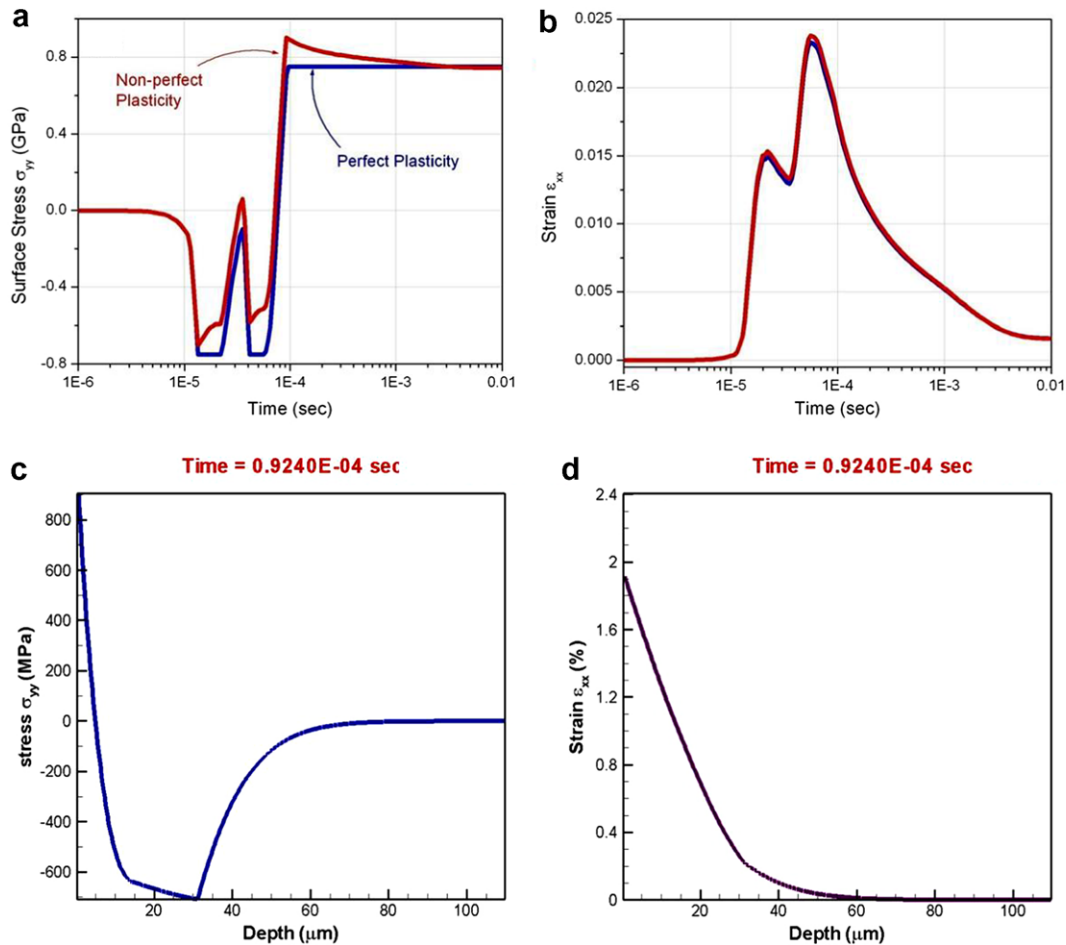 a
b
Surface Stress σyy (GPa)
0.8
0.4
0.0
-0.4
-0.8
Non-perfect
Plasticity
Perfect Plasticity
1E-6
1E-5
1E-4
1E-3
0.01
Time (sec)
Strain εxx
0.025
0.020
0.015
0.010
0.005
0.000
1E-6
1E-5
1E-4
1E-3
0.01
Time (sec)
c
Time = 0.9240E-04 sec
stress σyy (MPa)
800
600
400
200
0
-200
-400
-600
20
40
60
80
100
Depth (μm)
d
Time = 0.9240E-04 sec
Strain εxx (%)
2.4
2
1.6
1.2
0.8
0.4
0
0
20
40
60
80
100
Depth (μm)